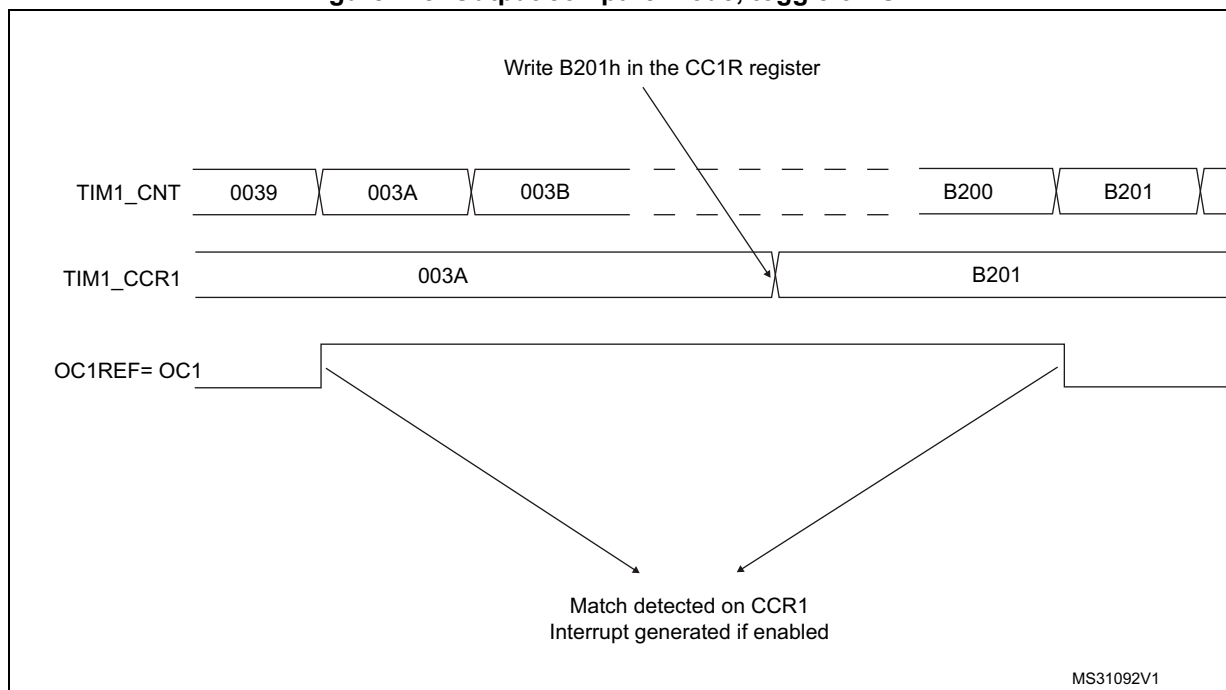 Write B201h in the CC1R register
TIM1_CNT 0039 003A 003B B200 B201
TIM1_CCR1 003A B201
OC1REF= OC1
Match detected on CCR1
Interrupt generated if enabled
MS31092V1